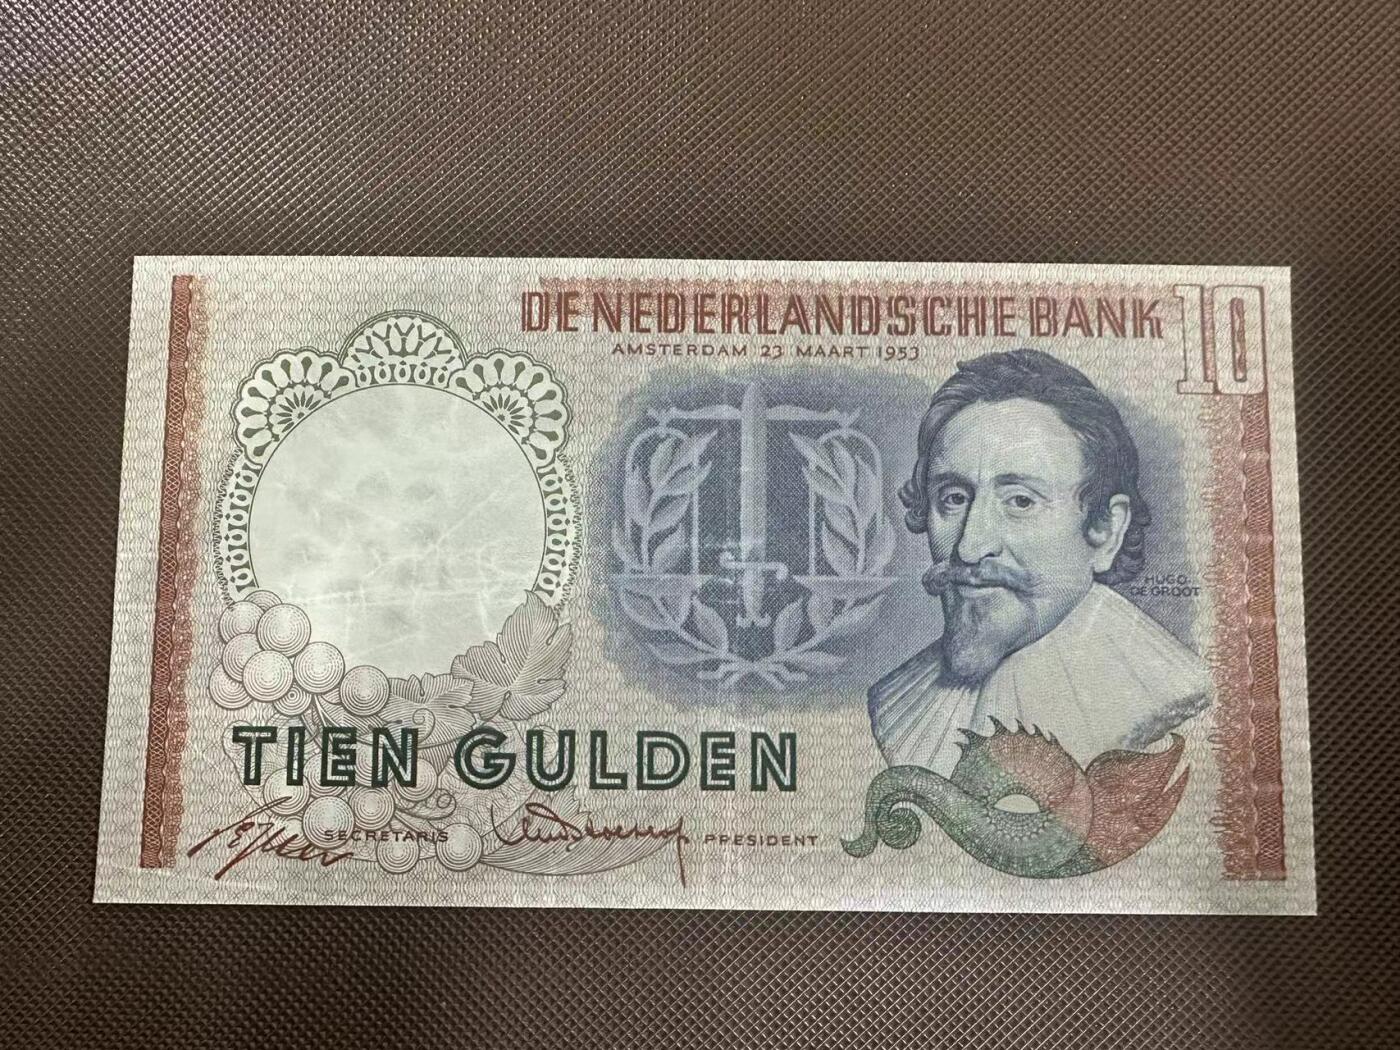 DE NEDERLANDSCHE BANK 10
AMSTERDAM 23 MAART 1953
HUGO
DE GROOT
TIEN GULDEN
SECRETARIS
PRESIDENT